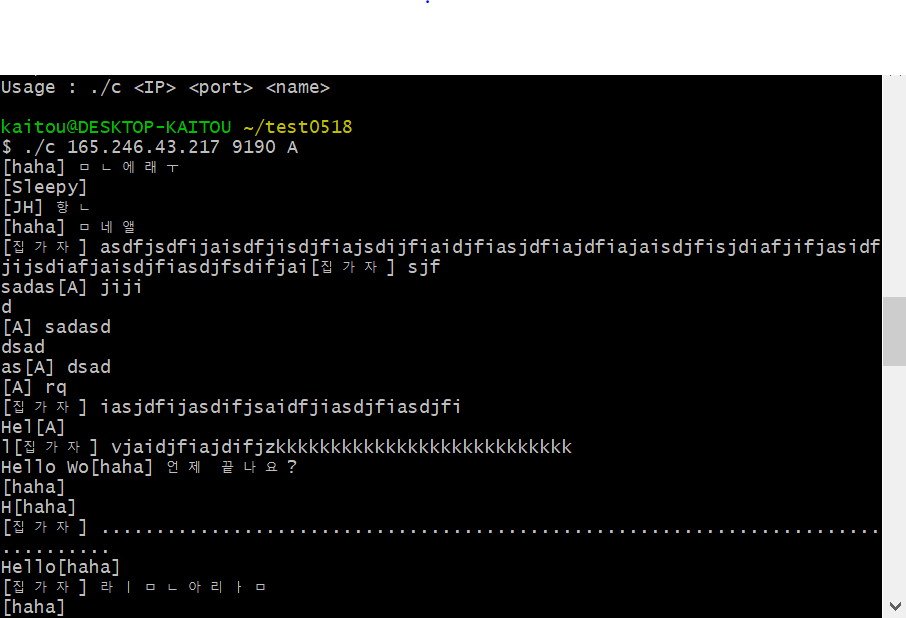 Usage : ./c <IP> <port> <name>
kaitou@DESKTOP-KAITOU ~/test0518
$ ./c 165.246.43.217 9190 A
[haha] ㅁㄴ에래ㅜ
[Sleepy]
[JH] 항ㄴ
[haha] ㅁ네앨
[집가자] asdfjsdfijaisdfjisdjfiajsdijfiaidjfiasjdfiajdfiajaisdjfisjdiafjifjasidf
jijsdiafjaisdjfiasdjfsdifjai[집가자] sjf
sadas[A] jiji
d
[A] sadasd
dsad
as[A] dsad
[A] rq
[집가자] iasjdfijasdifjsaidfjiasdjfiasdjfi
Hel[A]
l[집가자] vjaidjfiajdifjzkkkkkkkkkkkkkkkkkkkkkkkkkkk
Hello Wo[haha] 언제 끝나요?
[haha]
H[haha]
[집가자] .......................................................................
..........
Hello[haha]
[집가자] 라ㅣㅁㄴ아리ㅏㅁ
[haha]